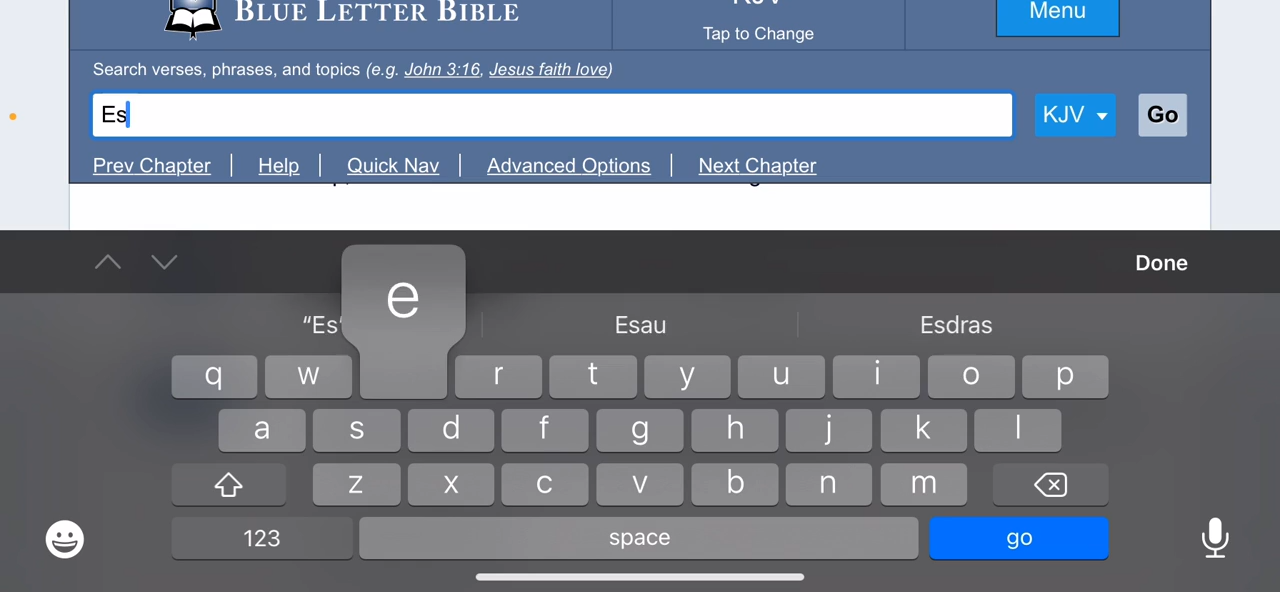 BLUE LETTER BIBLE
KJV
Tap to Change
Menu
Search verses, phrases, and topics (e.g. John 3:16, Jesus faith love)
Es
KJV
Go
Prev Chapter | Help | Quick Nav | Advanced Options | Next Chapter
Done
e
“Es”
Esau
Esdras
q w r t y u i o p
a s d f g h j k l
z x c v b n m
123 space go